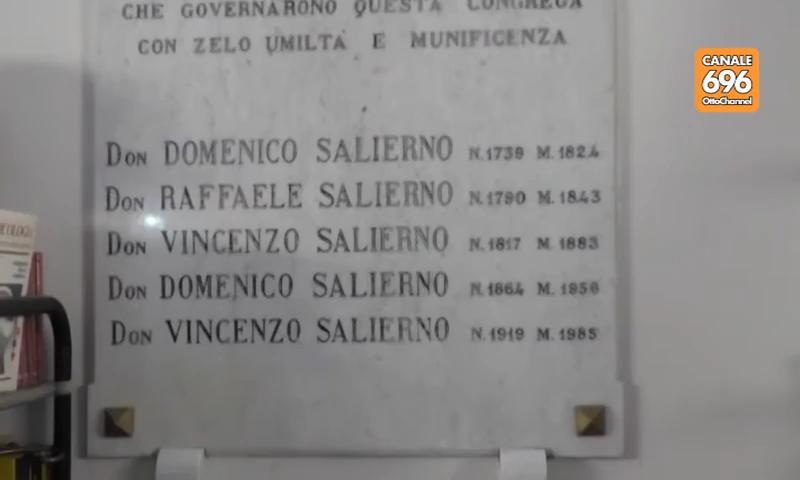 CHE GOVERNARONO QUESTA CONGREGA
CON ZELO UMILTÀ E MUNIFICENZA
DON DOMENICO SALIERNO N.1739 M.1824
DON RAFFAELE SALIERNO N.1790 M.1843
DON VINCENZO SALIERNO N.1817 M.1883
DON DOMENICO SALIERNO N.1864 M.1956
DON VINCENZO SALIERNO N.1919 M.1985
CANALE
696
OttoChannel